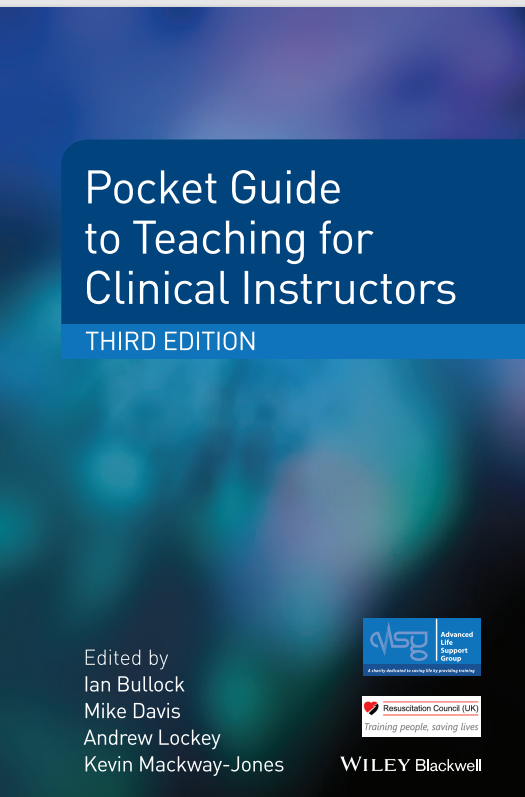 Pocket Guide
to Teaching for
Clinical Instructors
THIRD EDITION
Edited by
Ian Bullock
Mike Davis
Andrew Lockey
Kevin Mackway-Jones
alsg
Advanced
Life
Support
Group
A charity dedicated to saving life by providing training
Resuscitation Council (UK)
Training people, saving lives
WILEY Blackwell